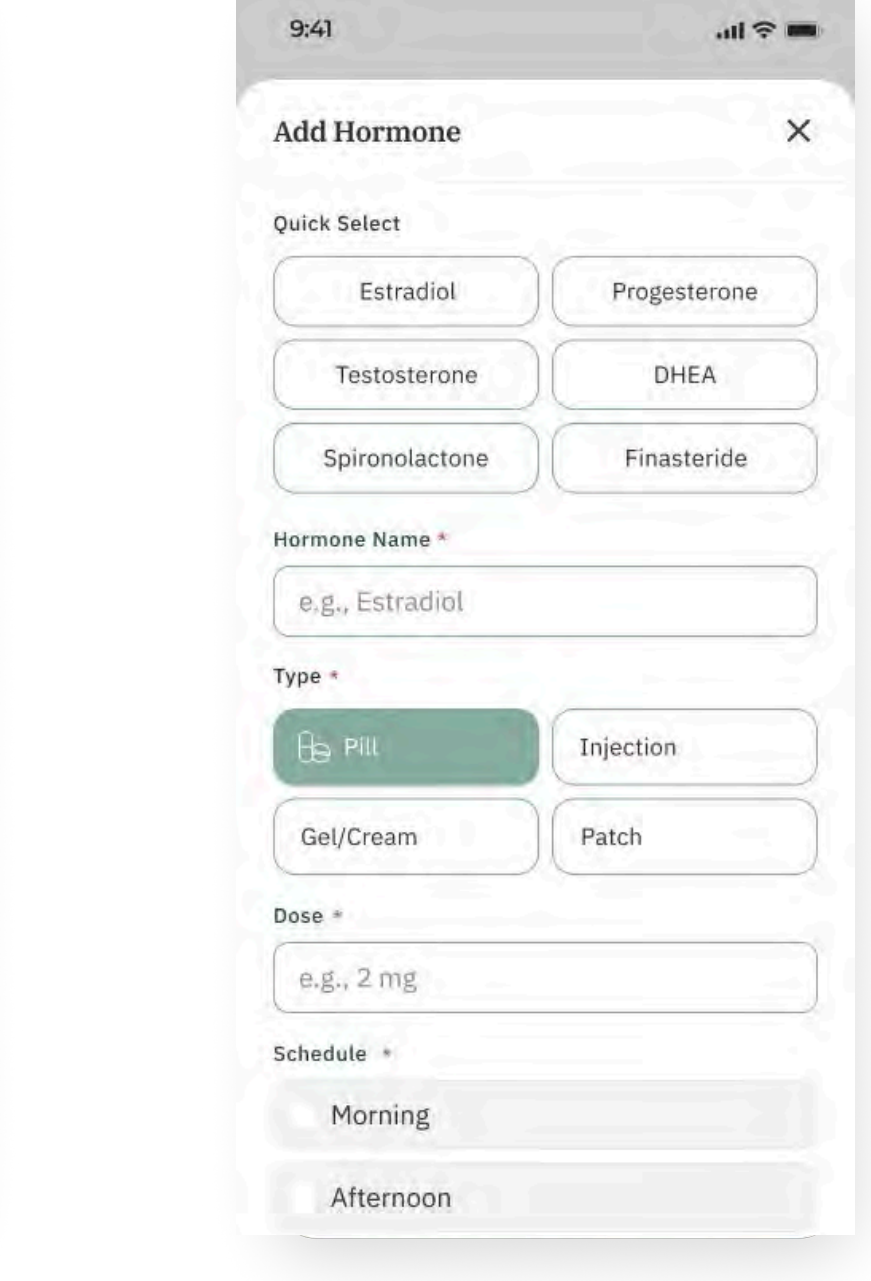 9:41
Add Hormone
Quick Select
Estradiol Progesterone
Testosterone DHEA
Spironolactone Finasteride
Hormone Name *
e.g., Estradiol
Type *
Pill Injection
Gel/Cream Patch
Dose *
e.g., 2 mg
Schedule *
Morning
Afternoon